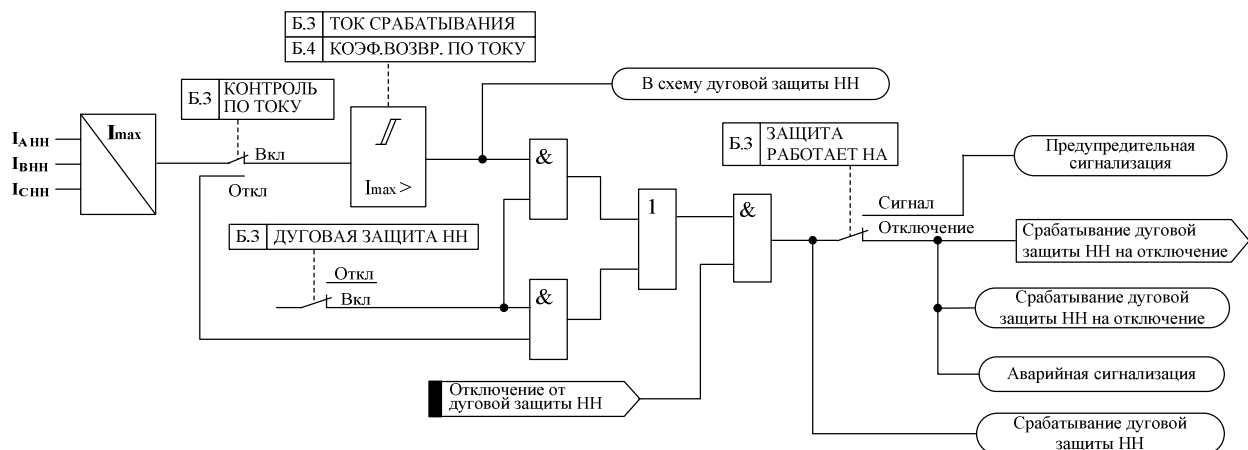 Б.3 ТОК СРАБАТЫВАНИЯ
Б.4 КОЭФ.ВОЗВР. ПО ТОКУ
Б.3 КОНТРОЛЬ
ПО ТОКУ
В схему дуговой защиты НН
I А НН
I ВНН
I СНН
Imax
Вкл
Откл
Imax >
&
Б.3 ЗАЩИТА
РАБОТАЕТ НА
Предупредительная
сигнализация
1
&
Сигнал
Отключение
Срабатывание дуговой
защиты НН на отключение
Б.3 ДУГОВАЯ ЗАЩИТА НН
Откл
Вкл
&
Срабатывание дуговой
защиты НН на отключение
Аварийная сигнализация
Отключение от
дуговой защиты НН
Срабатывание дуговой
защиты НН